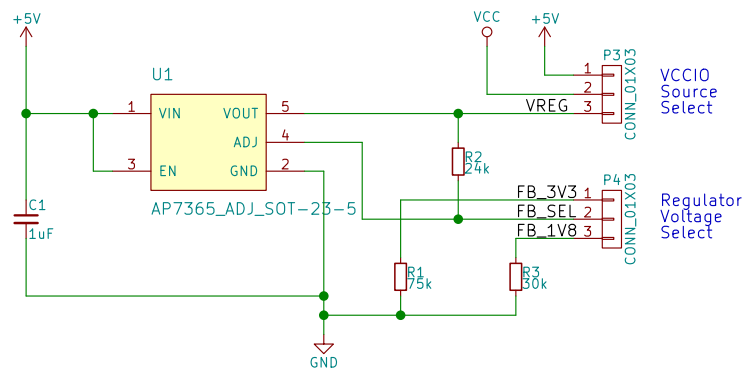 +5V
VCC
+5V
U1
P3
1
2
3
VREG
CONN_01X03
VCCIO
Source
Select
1
VIN
VOUT
5
ADJ
4
3
EN
GND
2
AP7365_ADJ_SOT-23-5
R2
24k
C1
1uF
P4
FB_3V3
1
FB_SEL
2
FB_1V8
3
CONN_01X03
Regulator
Voltage
Select
R1
75k
R3
30k
GND